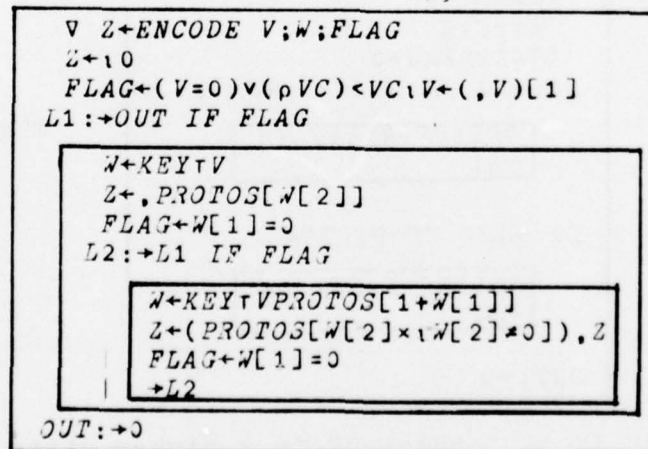 ∇ Z←ENCODE V;W;FLAG
Z←⍳0
FLAG←(V=0)∨(⍴VC)<VC⍳V←(,V)[1]
L1:→OUT IF FLAG
W←KEY⊤V
Z←,PROTOS[W[2]]
FLAG←W[1]=0
L2:→L1 IF FLAG
W←KEY⊤VPROTOS[1+W[1]]
Z←(PROTOS[W[2]×⍳W[2]≠0]),Z
FLAG←W[1]=0
→L2
OUT:→0